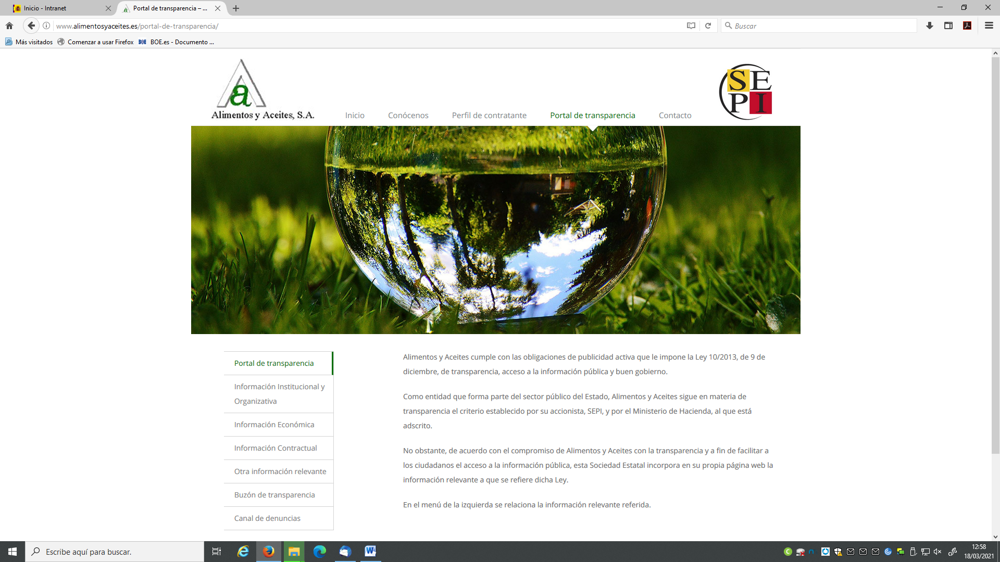 Inicio - Intranet
Portal de transparencia – ...
www.alimentosyaceites.es/portal-de-transparencia/
Buscar
Más visitados
Comenzar a usar Firefox
BOE.es - Documento ...
a
Alimentos y Aceites, S.A.
Inicio
Conócenos
Perfil de contratante
Portal de transparencia
Contacto
SE
PI
Portal de transparencia
Información Institucional y
Organizativa
Información Económica
Información Contractual
Otra información relevante
Buzón de transparencia
Canal de denuncias
Alimentos y Aceites cumple con las obligaciones de publicidad activa que le impone la Ley 10/2013, de 9 de
diciembre, de transparencia, acceso a la información pública y buen gobierno.
Como entidad que forma parte del sector público del Estado, Alimentos y Aceites sigue en materia de
transparencia el criterio establecido por su accionista, SEPI, y por el Ministerio de Hacienda, al que está
adscrito.
No obstante, de acuerdo con el compromiso de Alimentos y Aceites con la transparencia y a fin de facilitar a
los ciudadanos el acceso a la información pública, esta Sociedad Estatal incorpora en su propia página web la
información relevante a que se refiere dicha Ley.
En el menú de la izquierda se relaciona la información relevante referida.
Escribe aquí para buscar.
12:58
18/03/2021